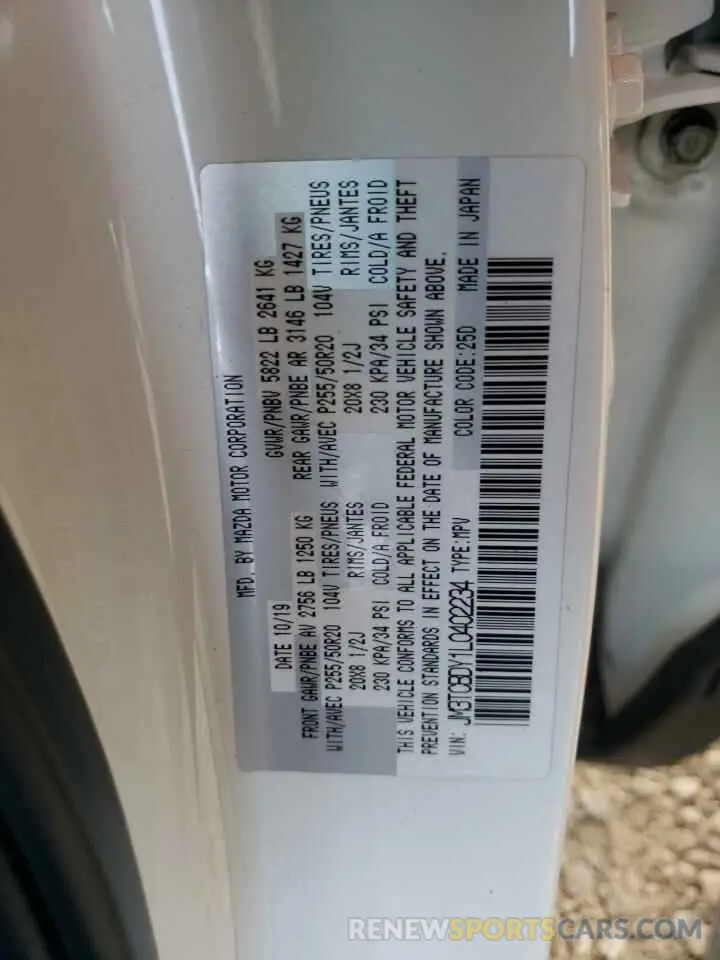 MFD. BY MAZDA MOTOR CORPORATION
DATE 10/19 GVWR/PNBV 5822 LB 2641 KG
FRONT GAWR/PNBE AV 2756 LB 1250 KG REAR GAWR/PNBE AR 3146 LB 1427 KG
WITH/AVEC P255/50R20 104V TIRES/PNEUS WITH/AVEC P255/50R20 104V TIRES/PNEUS
20X8 1/2J RIMS/JANTES 20X8 1/2J RIMS/JANTES
230 KPA/34 PSI COLD/A FROID 230 KPA/34 PSI COLD/A FROID
THIS VEHICLE CONFORMS TO ALL APPLICABLE FEDERAL MOTOR VEHICLE SAFETY AND THEFT
PREVENTION STANDARDS IN EFFECT ON THE DATE OF MANUFACTURE SHOWN ABOVE.
VIN: JM3TCBDY1L0402234 TYPE:MPV COLOR CODE:25D MADE IN JAPAN
RENEWSPORTSCARS.COM